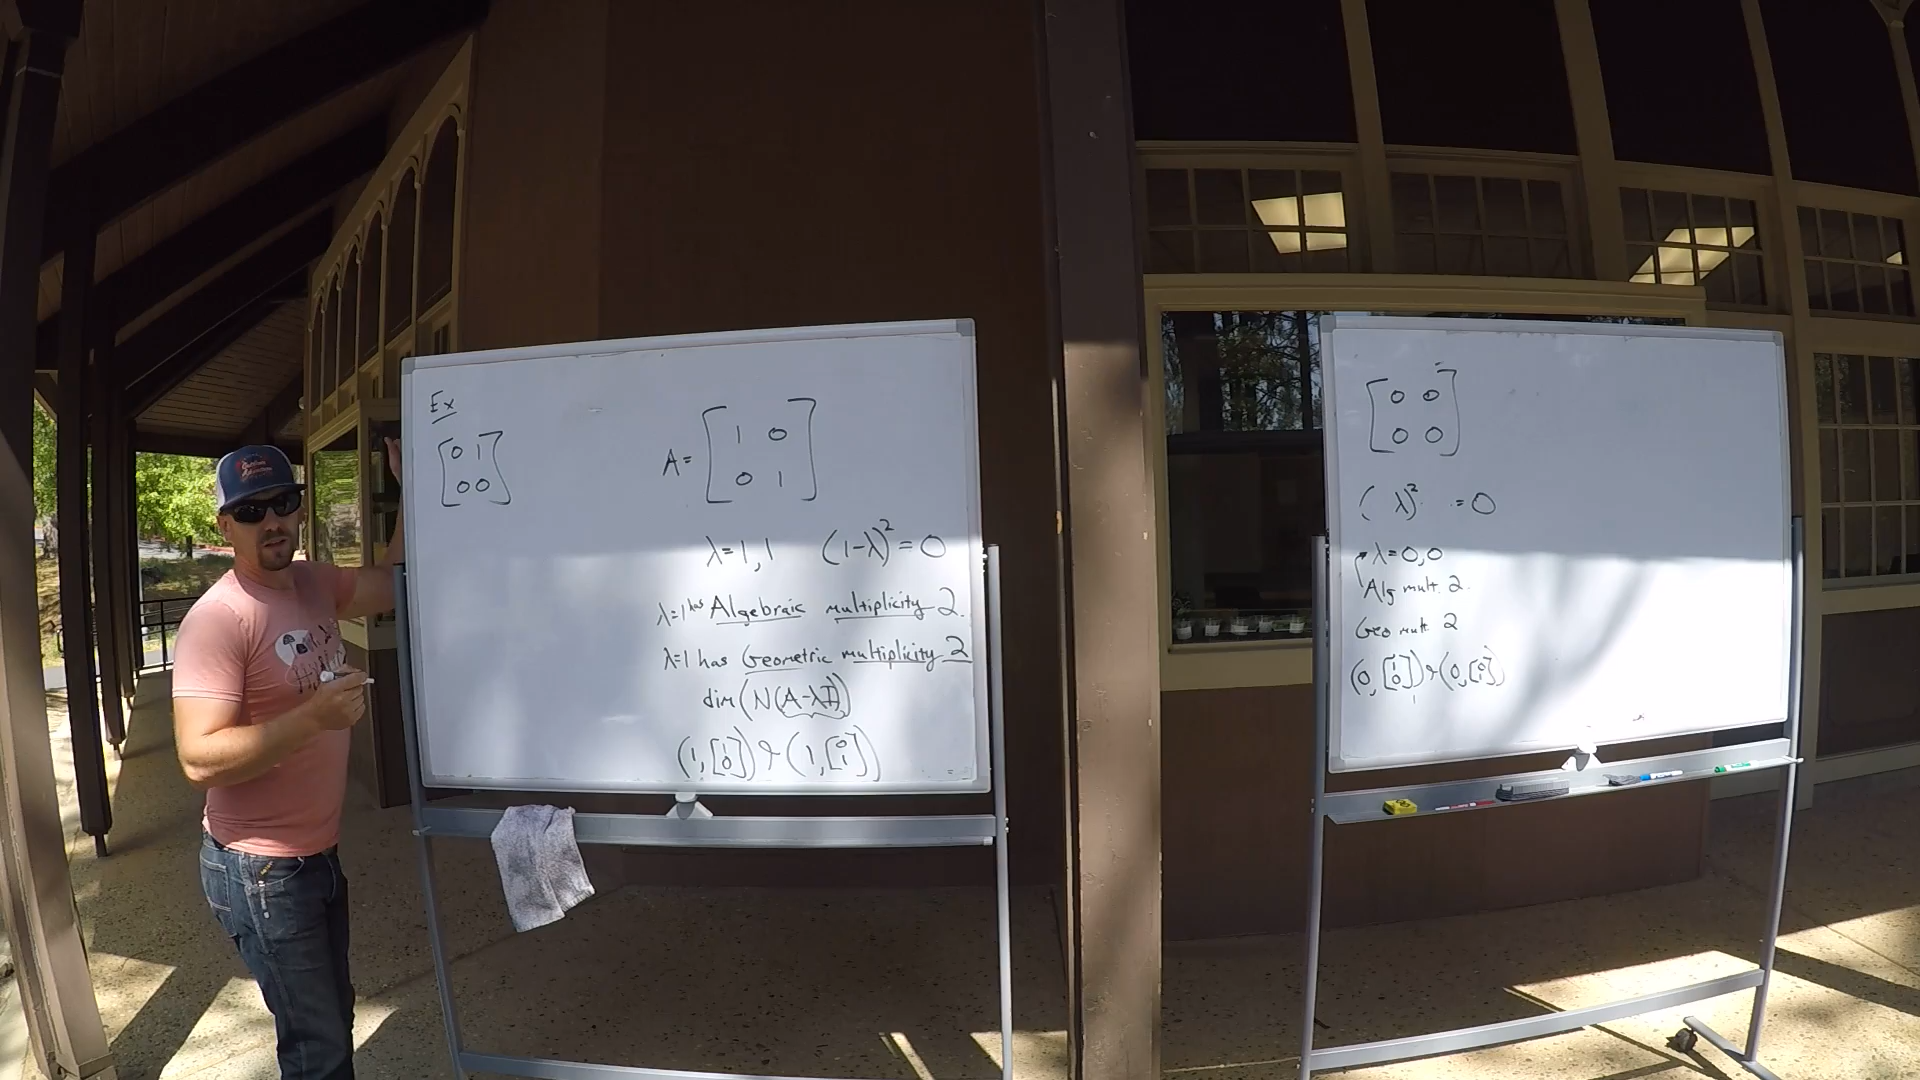 Ex
[0 1
0 0]
A = [1 0
0 1]
λ=1,1 (1-λ)² = 0
λ=1 has Algebraic multiplicity 2.
λ=1 has Geometric multiplicity 2
dim(N(A-λI))
(1,[1 0]) & (1,[0 1])
[0 0
0 0]
( λ)² = 0
λ=0,0
Alg mult. 2.
Geo mult 2
(0,[1 0]) & (0,[0 1])